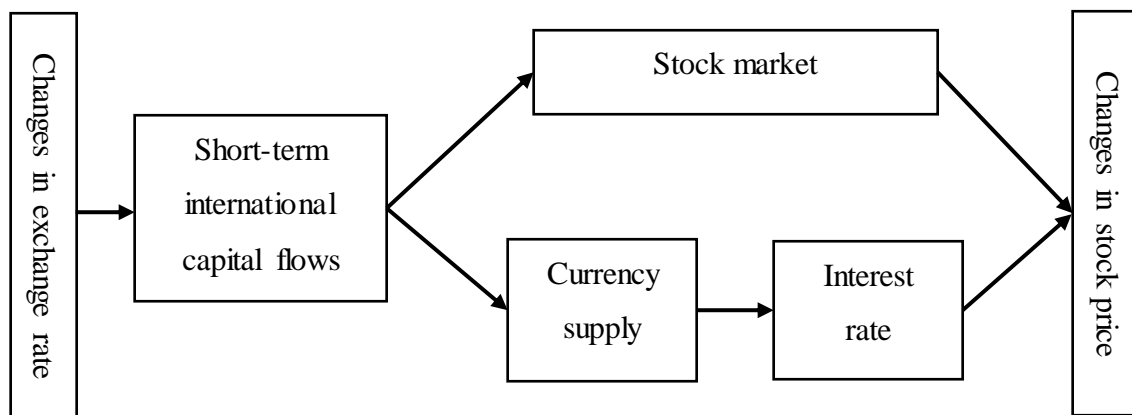 Changes in exchange rate
Short-term
international
capital flows
Stock market
Currency
supply
Interest
rate
Changes in stock price